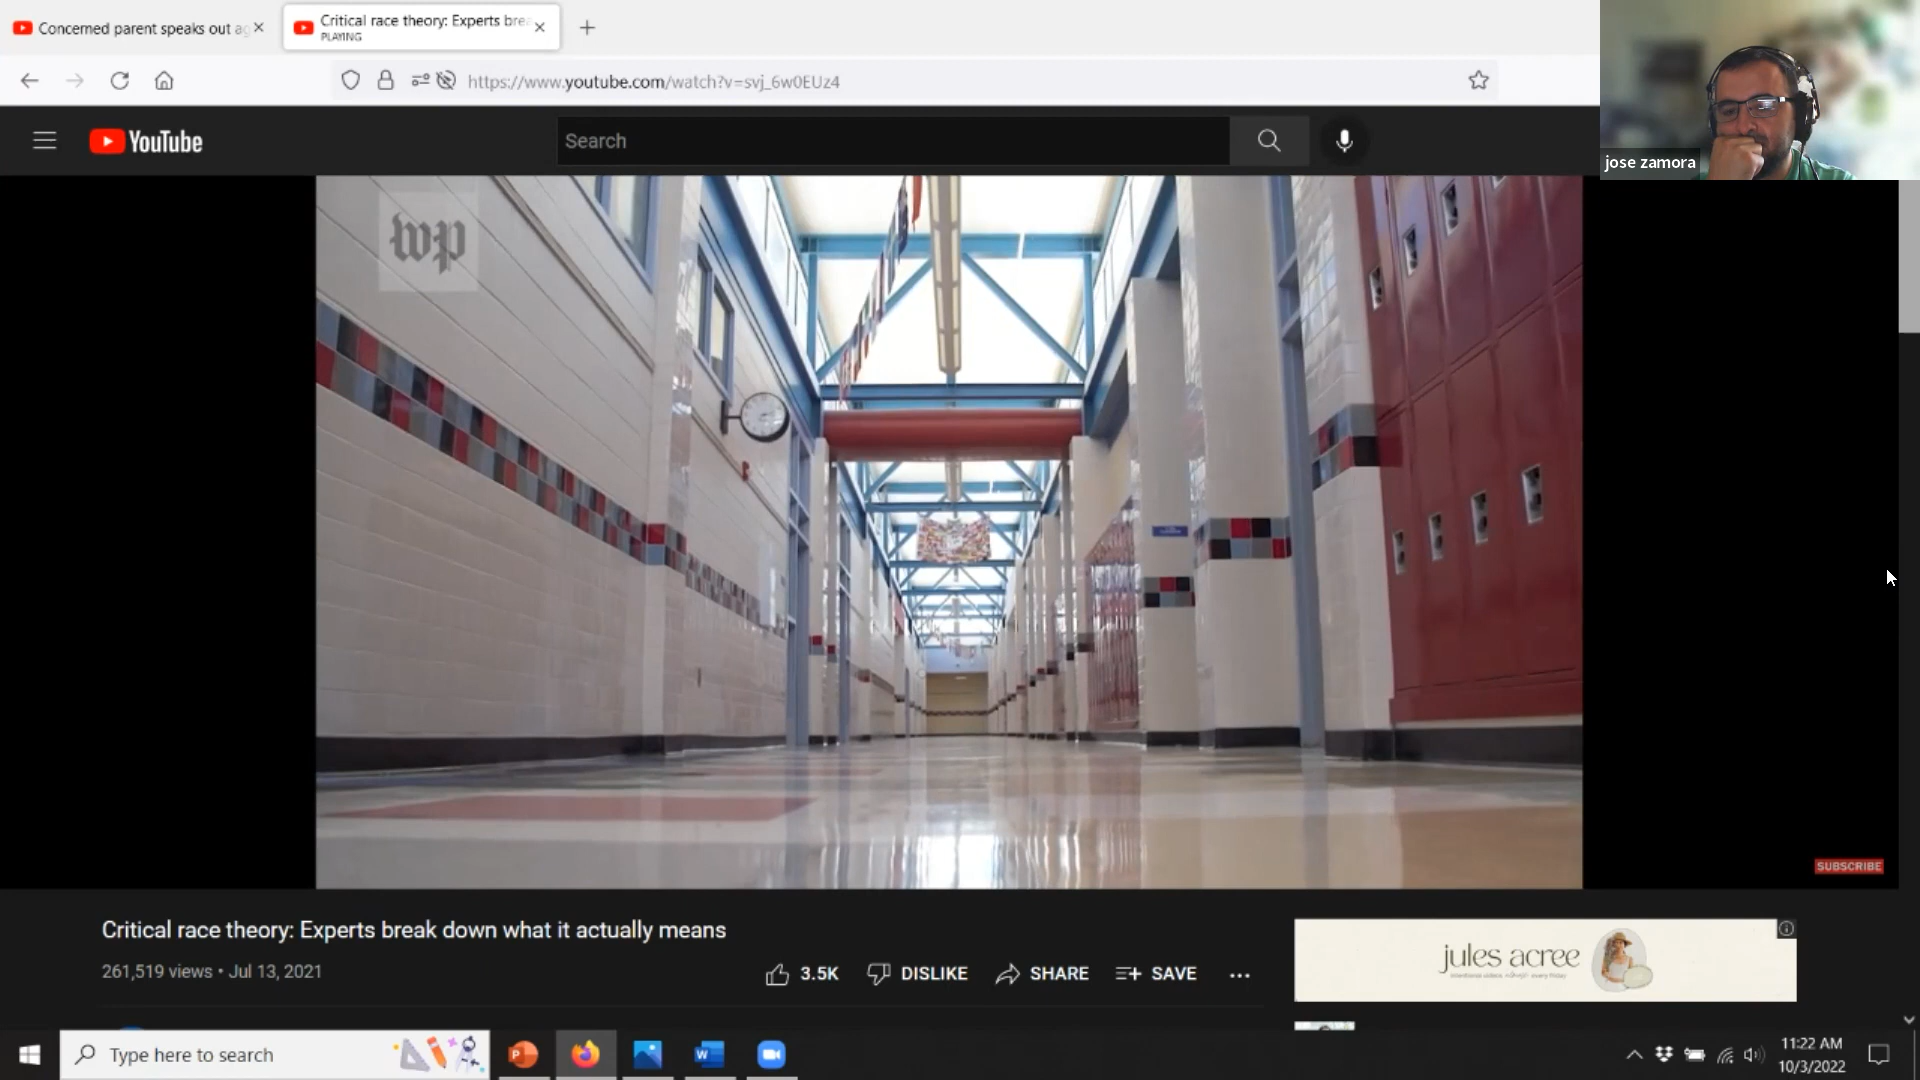 Concerned parent speaks out ag
Critical race theory: Experts brea
PLAYING
https://www.youtube.com/watch?v=svj_6w0EUz4
jose zamora
YouTube
Search
wp
SUBSCRIBE
Critical race theory: Experts break down what it actually means
261,519 views • Jul 13, 2021
3.5K
DISLIKE
SHARE
SAVE
jules acree
Type here to search
11:22 AM
10/3/2022